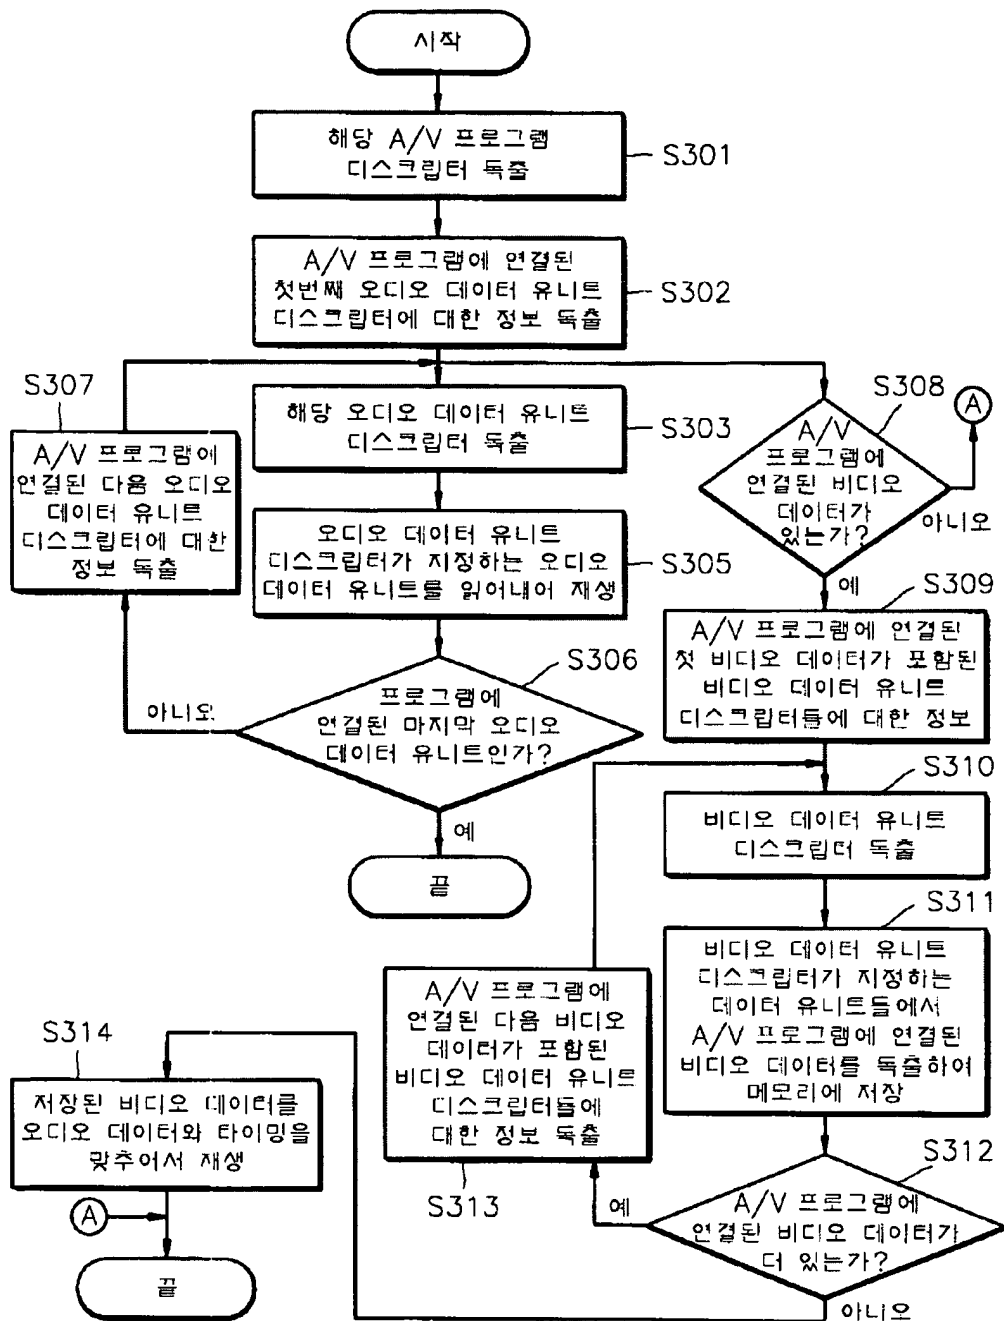 시작
해당 A/V 프로그램
디스크립터 독출
S301
A/V 프로그램에 연결된
첫번째 오디오 데이터 유니트
디스크립터에 대한 정보 독출
S302
S307
A/V 프로그램에
연결된 다음 오디오
데이터 유니트
디스크립터에 대한
정보 독출
해당 오디오 데이터 유니트
디스크립터 독출
S303
S308
A/V
프로그램에
연결된 비디오
데이터가
있는가?
A
아니오
예
오디오 데이터 유니트
디스크립터가 지정하는 오디오
데이터 유니트를 읽어내어 재생
S305
S306
프로그램에
연결된 마지막 오디오
데이터 유니트인가?
아니오
예
끝
S309
A/V 프로그램에 연결된
첫 비디오 데이터가 포함된
비디오 데이터 유니트
디스크립터들에 대한 정보
S310
비디오 데이터 유니트
디스크립터 독출
S311
비디오 데이터 유니트
디스크립터가 지정하는
데이터 유니트들에서
A/V 프로그램에 연결된
비디오 데이터를 독출하여
메모리에 저장
A/V 프로그램에
연결된 다음 비디오
데이터가 포함된
비디오 데이터 유니트
디스크립터들에
대한 정보 독출
S313
S312
A/V 프로그램에
연결된 비디오 데이터가
더 있는가?
예
아니오
S314
저장된 비디오 데이터를
오디오 데이터와 타이밍을
맞추어서 재생
A
끝